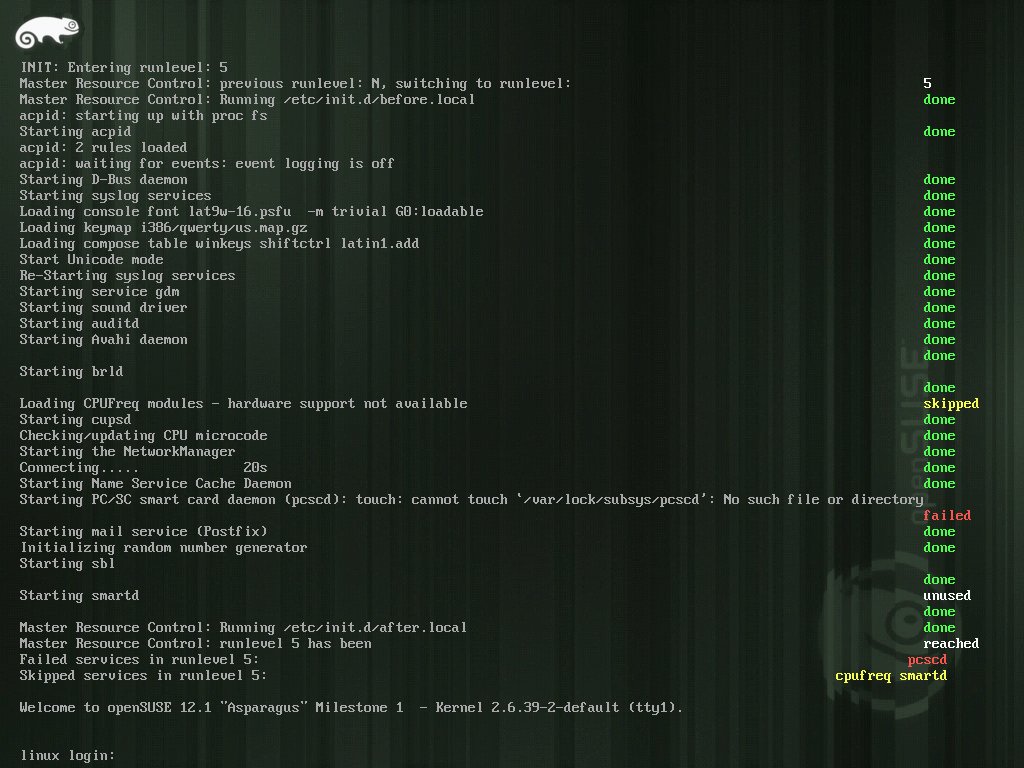 INIT: Entering runlevel: 5
Master Resource Control: previous runlevel: N, switching to runlevel: 5
Master Resource Control: Running /etc/init.d/before.local done
acpid: starting up with proc fs
Starting acpid done
acpid: 2 rules loaded
acpid: waiting for events: event logging is off
Starting D-Bus daemon done
Starting syslog services done
Loading console font lat9w-16.psfu  -m trivial G0:loadable done
Loading keymap i386/qwerty/us.map.gz done
Loading compose table winkeys shiftctrl latin1.add done
Start Unicode mode done
Re-Starting syslog services done
Starting service gdm done
Starting sound driver done
Starting auditd done
Starting Avahi daemon done
done
Starting brld
done
Loading CPUFreq modules - hardware support not available skipped
Starting cupsd done
Checking/updating CPU microcode done
Starting the NetworkManager done
Connecting..... 20s done
Starting Name Service Cache Daemon done
Starting PC/SC smart card daemon (pcscd): touch: cannot touch `/var/lock/subsys/pcscd': No such file or directory
failed
Starting mail service (Postfix) done
Initializing random number generator done
Starting sbl
done
Starting smartd unused
done
Master Resource Control: Running /etc/init.d/after.local done
Master Resource Control: runlevel 5 has been reached
Failed services in runlevel 5: pcscd
Skipped services in runlevel 5: cpufreq smartd
Welcome to openSUSE 12.1 "Asparagus" Milestone 1  - Kernel 2.6.39-2-default (tty1).
linux login:
openSUSE